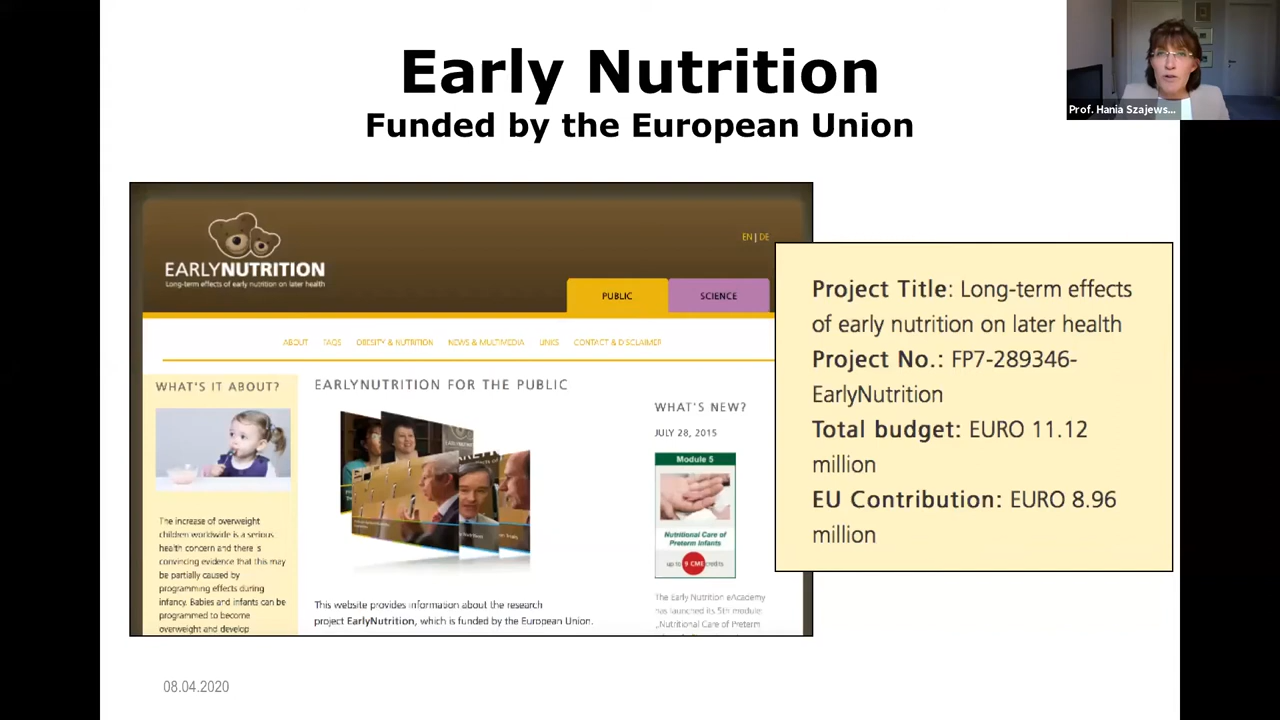 Early Nutrition
Funded by the European Union
Prof. Hania Szajews...
EARLYNUTRITION
Long-term effects of early nutrition on later health
EN | DE
PUBLIC
SCIENCE
ABOUT
FAQS
OBESITY & NUTRITION
NEWS & MULTIMEDIA
LINKS
CONTACT & DISCLAIMER
WHAT'S IT ABOUT?
The increase of overweight
children worldwide is a serious
health concern and there is
convincing evidence that this may
be partially caused by
programming effects during
infancy. Babies and infants can be
programmed to become
overweight and develop
EARLYNUTRITION FOR THE PUBLIC
This website provides information about the research
project EarlyNutrition, which is funded by the European Union.
WHAT'S NEW?
JULY 28, 2015
Module 5
Nutritional Care of
Preterm Infants
up to 9 CME credits
The Early Nutrition eAcademy
has launched its 5th module:
„Nutritional Care of Preterm
Project Title: Long-term effects
of early nutrition on later health
Project No.: FP7-289346-
EarlyNutrition
Total budget: EURO 11.12
million
EU Contribution: EURO 8.96
million
08.04.2020